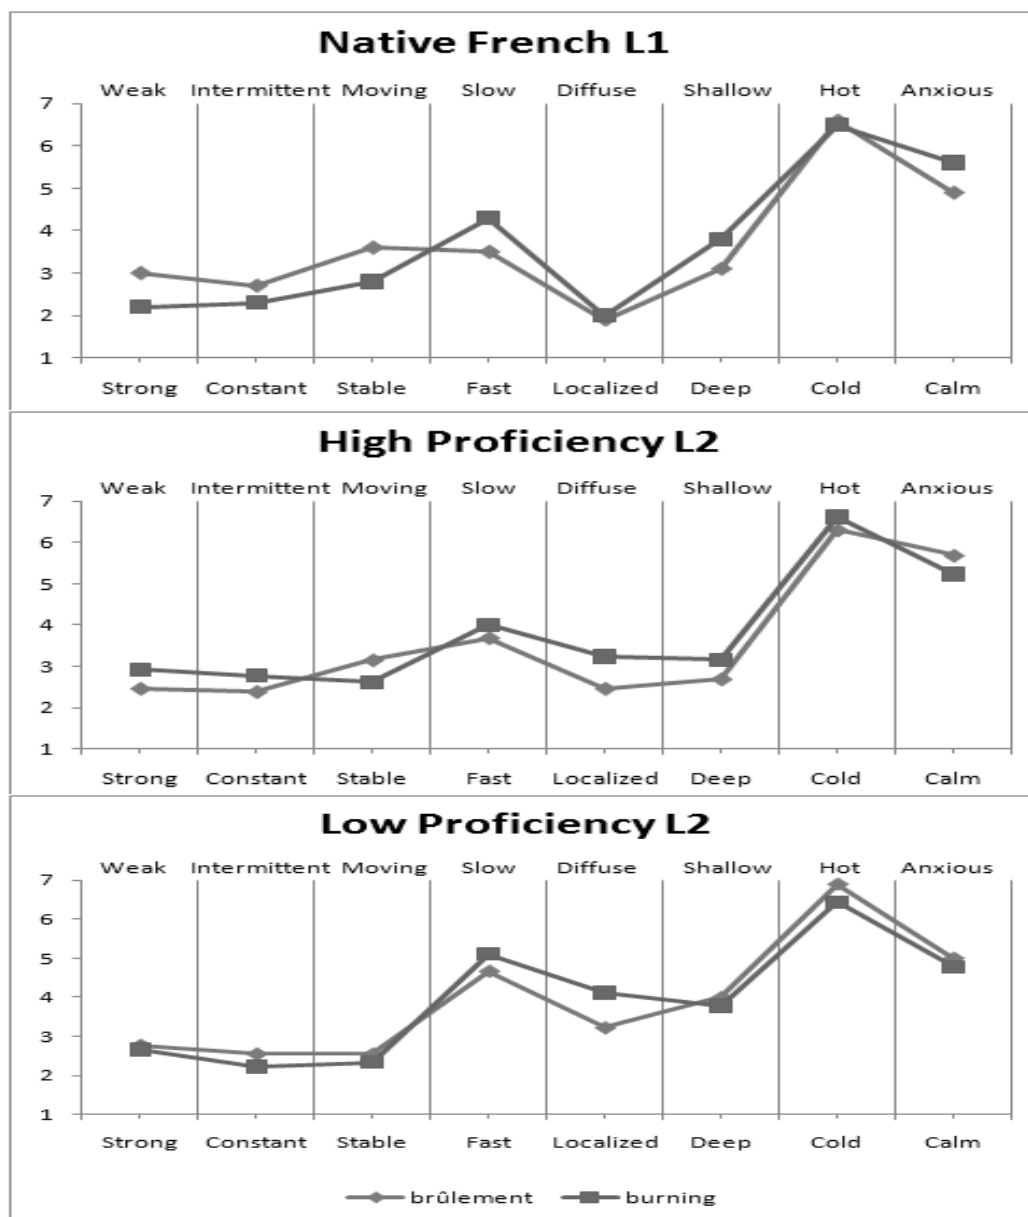 Native French L1
Weak Intermittent Moving Slow Diffuse Shallow Hot Anxious
7
6
5
4
3
2
1
Strong Constant Stable Fast Localized Deep Cold Calm
High Proficiency L2
Weak Intermittent Moving Slow Diffuse Shallow Hot Anxious
7
6
5
4
3
2
1
Strong Constant Stable Fast Localized Deep Cold Calm
Low Proficiency L2
Weak Intermittent Moving Slow Diffuse Shallow Hot Anxious
7
6
5
4
3
2
1
Strong Constant Stable Fast Localized Deep Cold Calm
brûlement burning